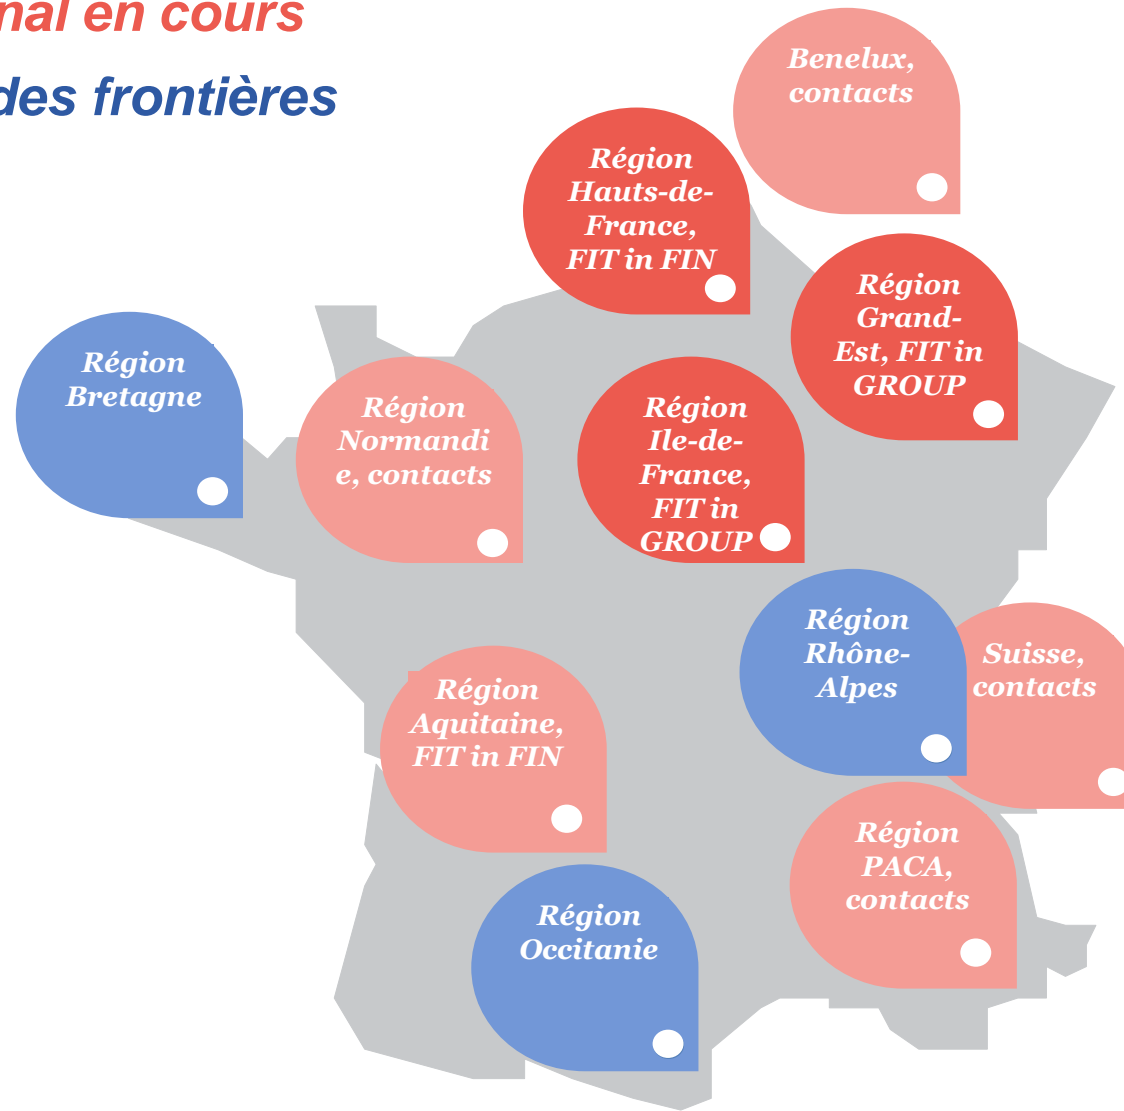 nal en cours
des frontières
Benelux,
contacts
Région
Hauts-de-
France,
FIT in FIN
Région
Grand-
Est, FIT in
GROUP
Région
Bretagne
Région
Normandi
e, contacts
Région
Ile-de-
France,
FIT in
GROUP
Région
Rhône-
Alpes
Suisse,
contacts
Région
Aquitaine,
FIT in FIN
Région
PACA,
contacts
Région
Occitanie